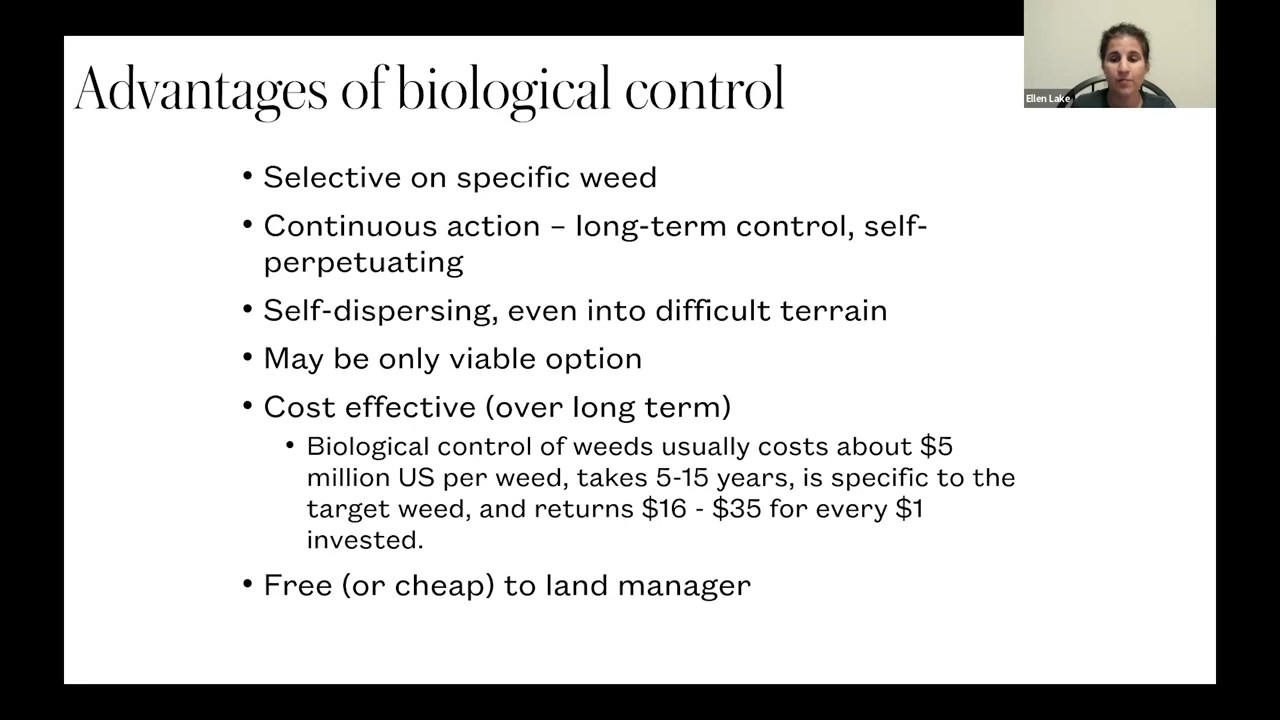 Advantages of biological control
Ellen Lake
• Selective on specific weed
• Continuous action – long-term control, self-
perpetuating
• Self-dispersing, even into difficult terrain
• May be only viable option
• Cost effective (over long term)
• Biological control of weeds usually costs about $5
million US per weed, takes 5-15 years, is specific to the
target weed, and returns $16 - $35 for every $1
invested.
• Free (or cheap) to land manager